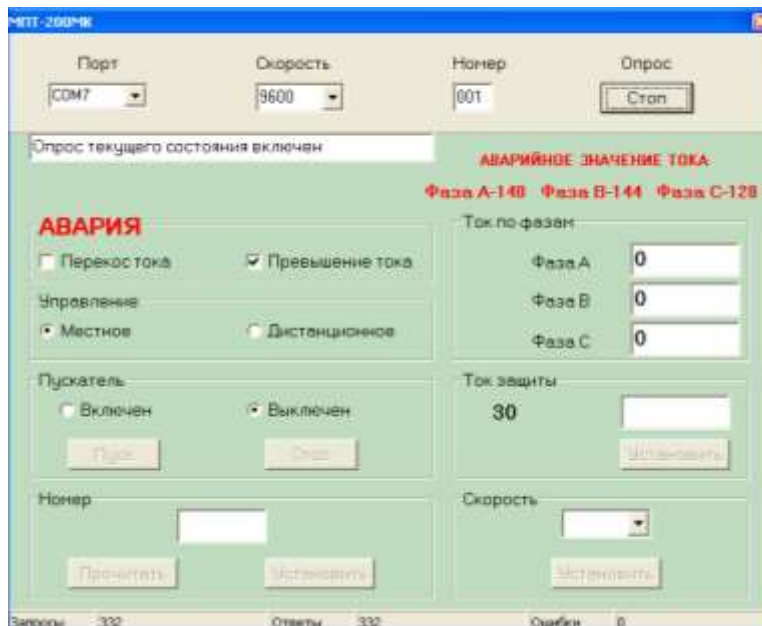 МПТ-200МК
Порт Скорость Номер Опрос
COM7 9600 001 Стоп
Опрос текущего состояния включен
АВАРИЙНОЕ ЗНАЧЕНИЕ ТОКА
Фаза А-140 Фаза В-144 Фаза С-128
АВАРИЯ
Перекос тока Превышение тока
Ток по фазам
Фаза А 0
Фаза В 0
Фаза С 0
Управление
Местное Дистанционное
Пускатель
Включен Выключен
Пуск Стоп
Ток защиты
30
Установить
Номер
Прочитать Установить
Скорость
Установить
Запросы 332 Ответы 332 Ошибки 0